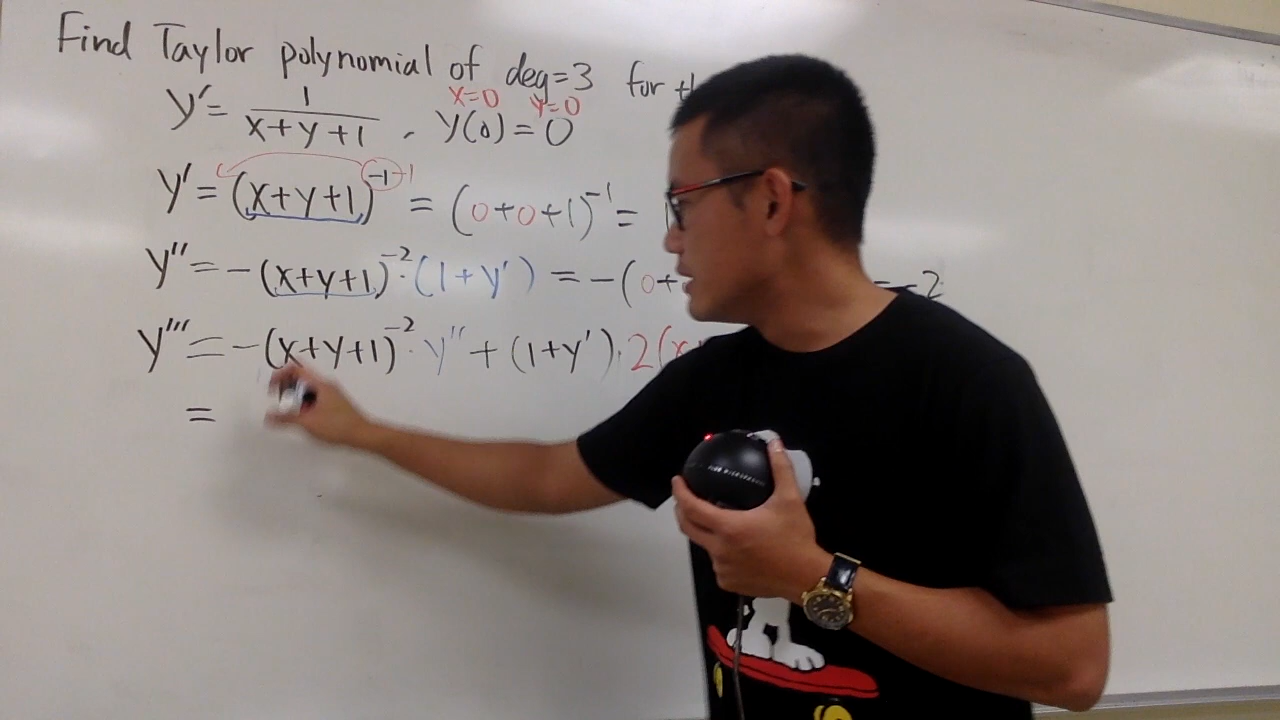 Find Taylor polynomial of deg=3 for
x=0 y=0
y' = 1/(x+y+1) , y(0) = 0
y' = (x+y+1)^-1 -1 = (0+0+1)^-1 = 1
y'' = -(x+y+1)^-2 · (1+y') = -(0+ = -2
y''' = -(x+y+1)^-2 · y'' + (1+y') · 2(x
=